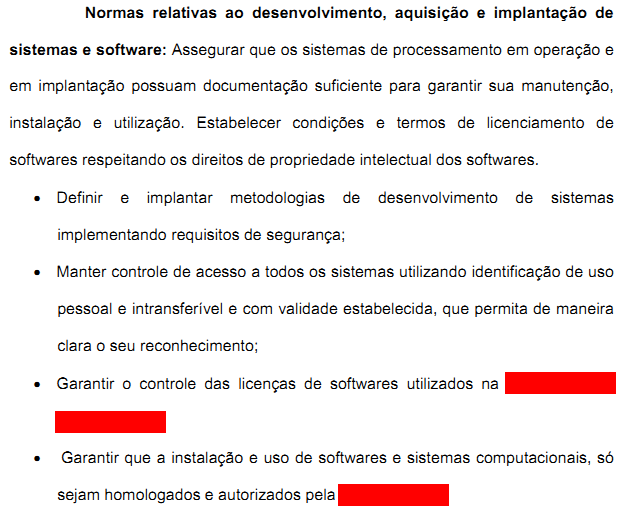 Normas relativas ao desenvolvimento, aquisição e implantação de
sistemas e software: Assegurar que os sistemas de processamento em operação e
em implantação possuam documentação suficiente para garantir sua manutenção,
instalação e utilização. Estabelecer condições e termos de licenciamento de
softwares respeitando os direitos de propriedade intelectual dos softwares.
• Definir e implantar metodologias de desenvolvimento de sistemas
implementando requisitos de segurança;
• Manter controle de acesso a todos os sistemas utilizando identificação de uso
pessoal e intransferível e com validade estabelecida, que permita de maneira
clara o seu reconhecimento;
• Garantir o controle das licenças de softwares utilizados na
• Garantir que a instalação e uso de softwares e sistemas computacionais, só
sejam homologados e autorizados pela